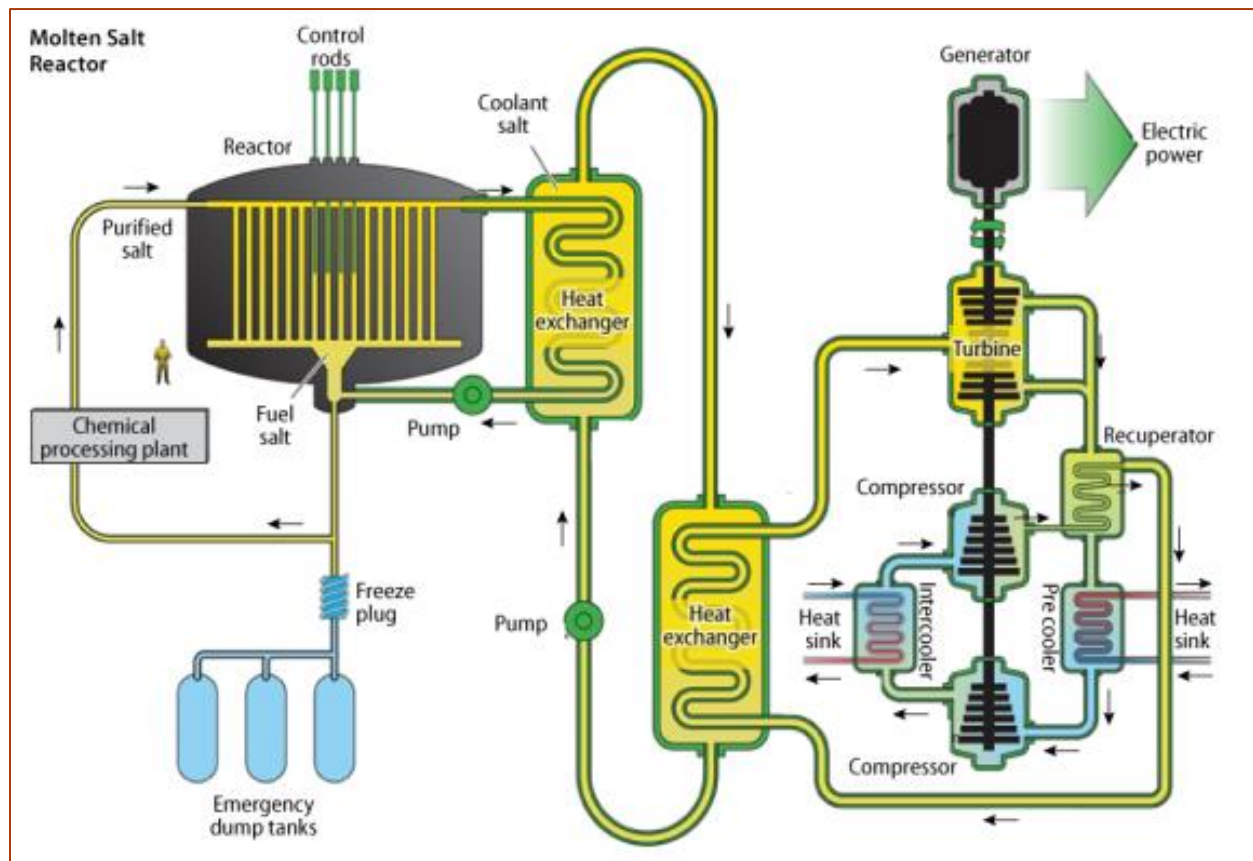 Molten Salt
Reactor
Control
rods
Generator
Coolant
salt
Electric
power
Reactor
Purified
salt
Heat
exchanger
Turbine
Fuel
salt
Pump
Chemical
processing plant
Recuperator
Compressor
Freeze
plug
Pump
Heat
exchanger
Heat
sink
Intercooler
Pre cooler
Heat
sink
Emergency
dump tanks
Compressor